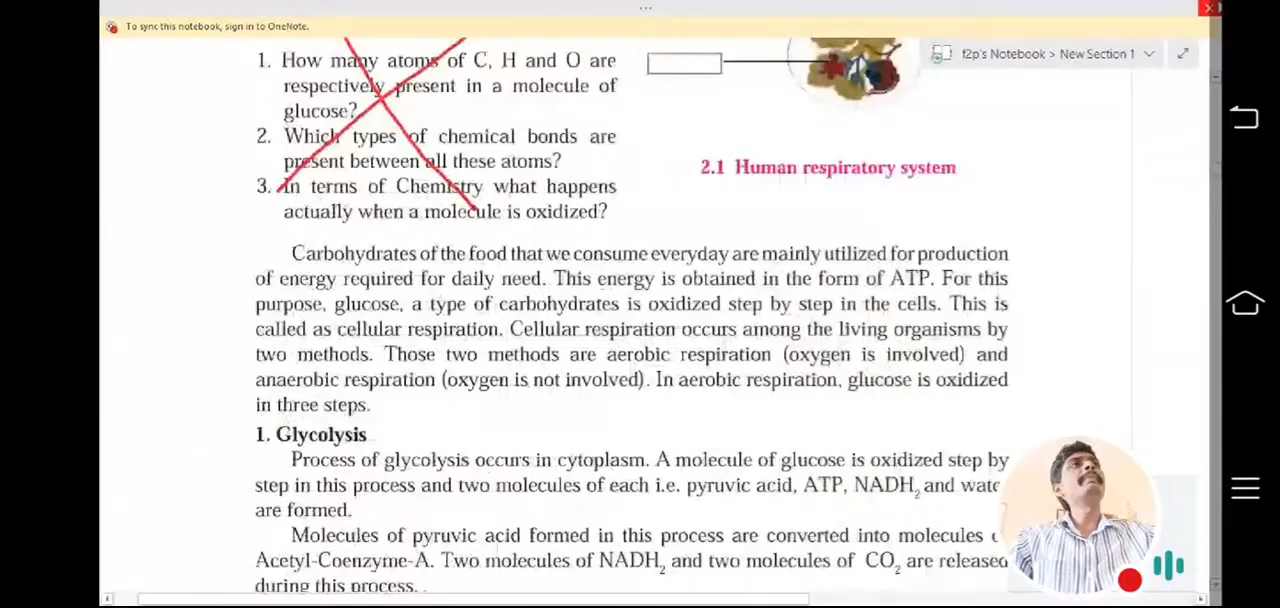 To sync this notebook, sign in to OneNote.
f2p's Notebook > New Section 1
1. How many atoms of C, H and O are
respectively present in a molecule of
glucose?
2. Which types of chemical bonds are
present between all these atoms?
3. In terms of Chemistry what happens
actually when a molecule is oxidized?
2.1 Human respiratory system
Carbohydrates of the food that we consume everyday are mainly utilized for production
of energy required for daily need. This energy is obtained in the form of ATP. For this
purpose, glucose, a type of carbohydrates is oxidized step by step in the cells. This is
called as cellular respiration. Cellular respiration occurs among the living organisms by
two methods. Those two methods are aerobic respiration (oxygen is involved) and
anaerobic respiration (oxygen is not involved). In aerobic respiration, glucose is oxidized
in three steps.
1. Glycolysis
Process of glycolysis occurs in cytoplasm. A molecule of glucose is oxidized step by
step in this process and two molecules of each i.e. pyruvic acid, ATP, NADH₂ and wate
are formed.
Molecules of pyruvic acid formed in this process are converted into molecules
Acetyl-Coenzyme-A. Two molecules of NADH₂ and two molecules of CO₂ are released
during this process.